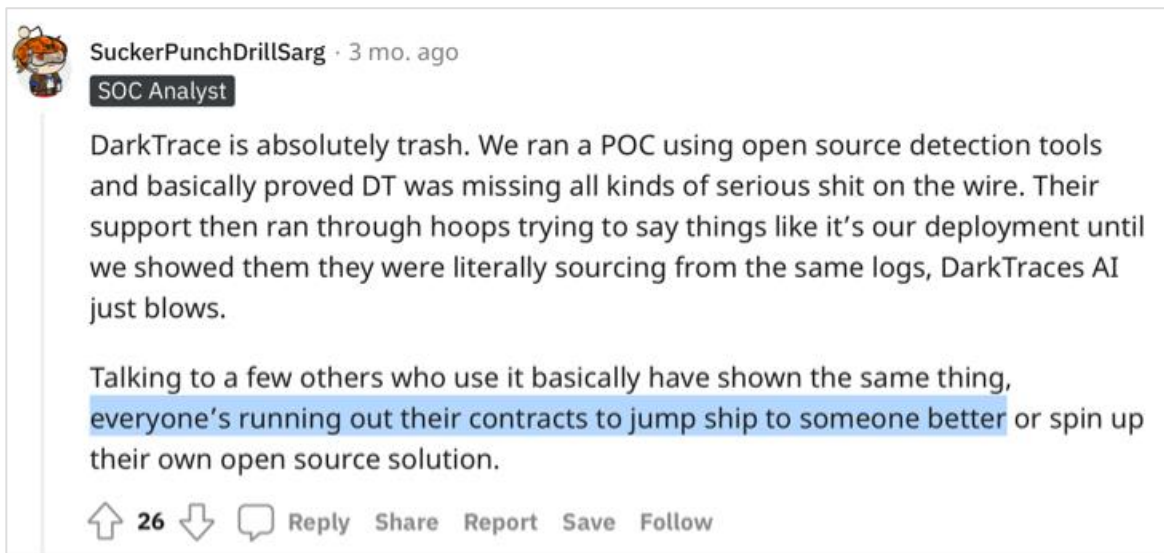 SuckerPunchDrillSarg · 3 mo. ago
SOC Analyst
DarkTrace is absolutely trash. We ran a POC using open source detection tools
and basically proved DT was missing all kinds of serious shit on the wire. Their
support then ran through hoops trying to say things like it’s our deployment until
we showed them they were literally sourcing from the same logs, DarkTraces AI
just blows.
Talking to a few others who use it basically have shown the same thing,
everyone’s running out their contracts to jump ship to someone better or spin up
their own open source solution.
26 Reply Share Report Save Follow